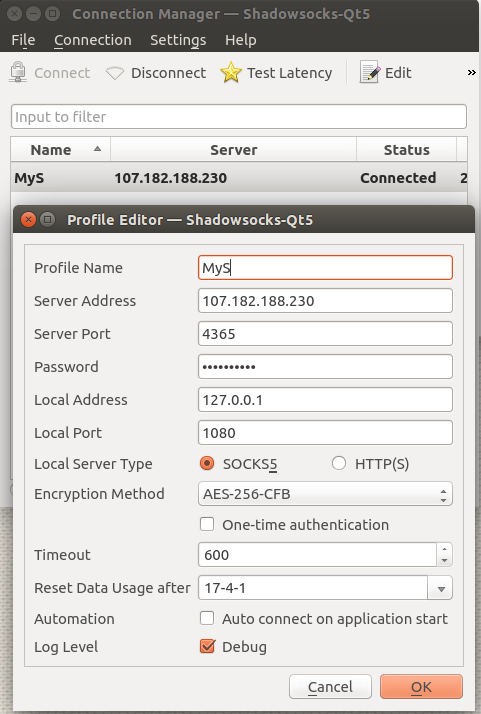 Connection Manager — Shadowsocks-Qt5
File Connection Settings Help
Connect Disconnect Test Latency Edit »
Input to filter
Name Server Status
MyS 107.182.188.230 Connected 2
Profile Editor — Shadowsocks-Qt5
Profile Name MyS
Server Address 107.182.188.230
Server Port 4365
Password ••••••••••
Local Address 127.0.0.1
Local Port 1080
Local Server Type SOCKS5 HTTP(S)
Encryption Method AES-256-CFB
One-time authentication
Timeout 600
Reset Data Usage after 17-4-1
Automation Auto connect on application start
Log Level Debug
Cancel OK